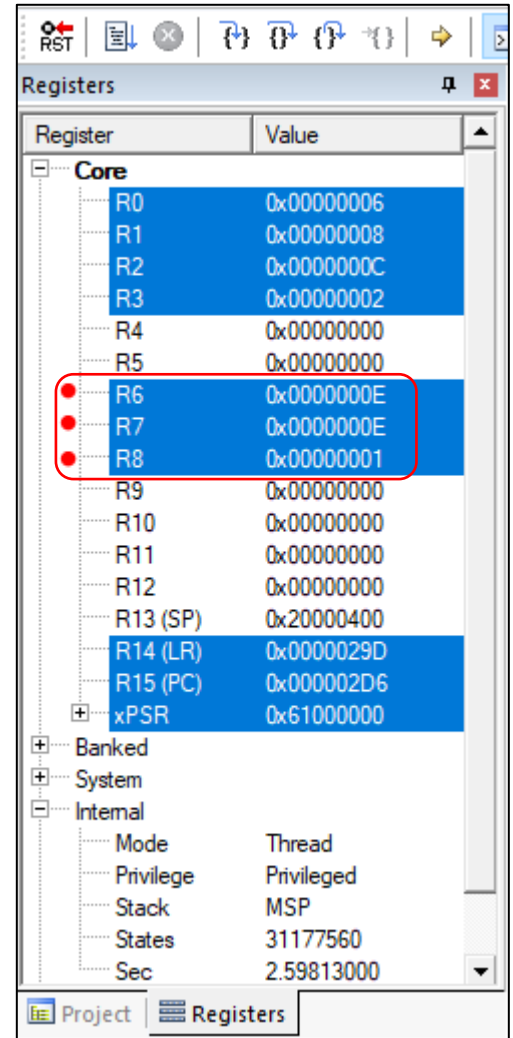 RST
Registers
Register Value
Core
R0 0x00000006
R1 0x00000008
R2 0x0000000C
R3 0x00000002
R4 0x00000000
R5 0x00000000
R6 0x0000000E
R7 0x0000000E
R8 0x00000001
R9 0x00000000
R10 0x00000000
R11 0x00000000
R12 0x00000000
R13 (SP) 0x20000400
R14 (LR) 0x0000029D
R15 (PC) 0x000002D6
xPSR 0x61000000
Banked
System
Internal
Mode Thread
Privilege Privileged
Stack MSP
States 31177560
Sec 2.59813000
Project Registers